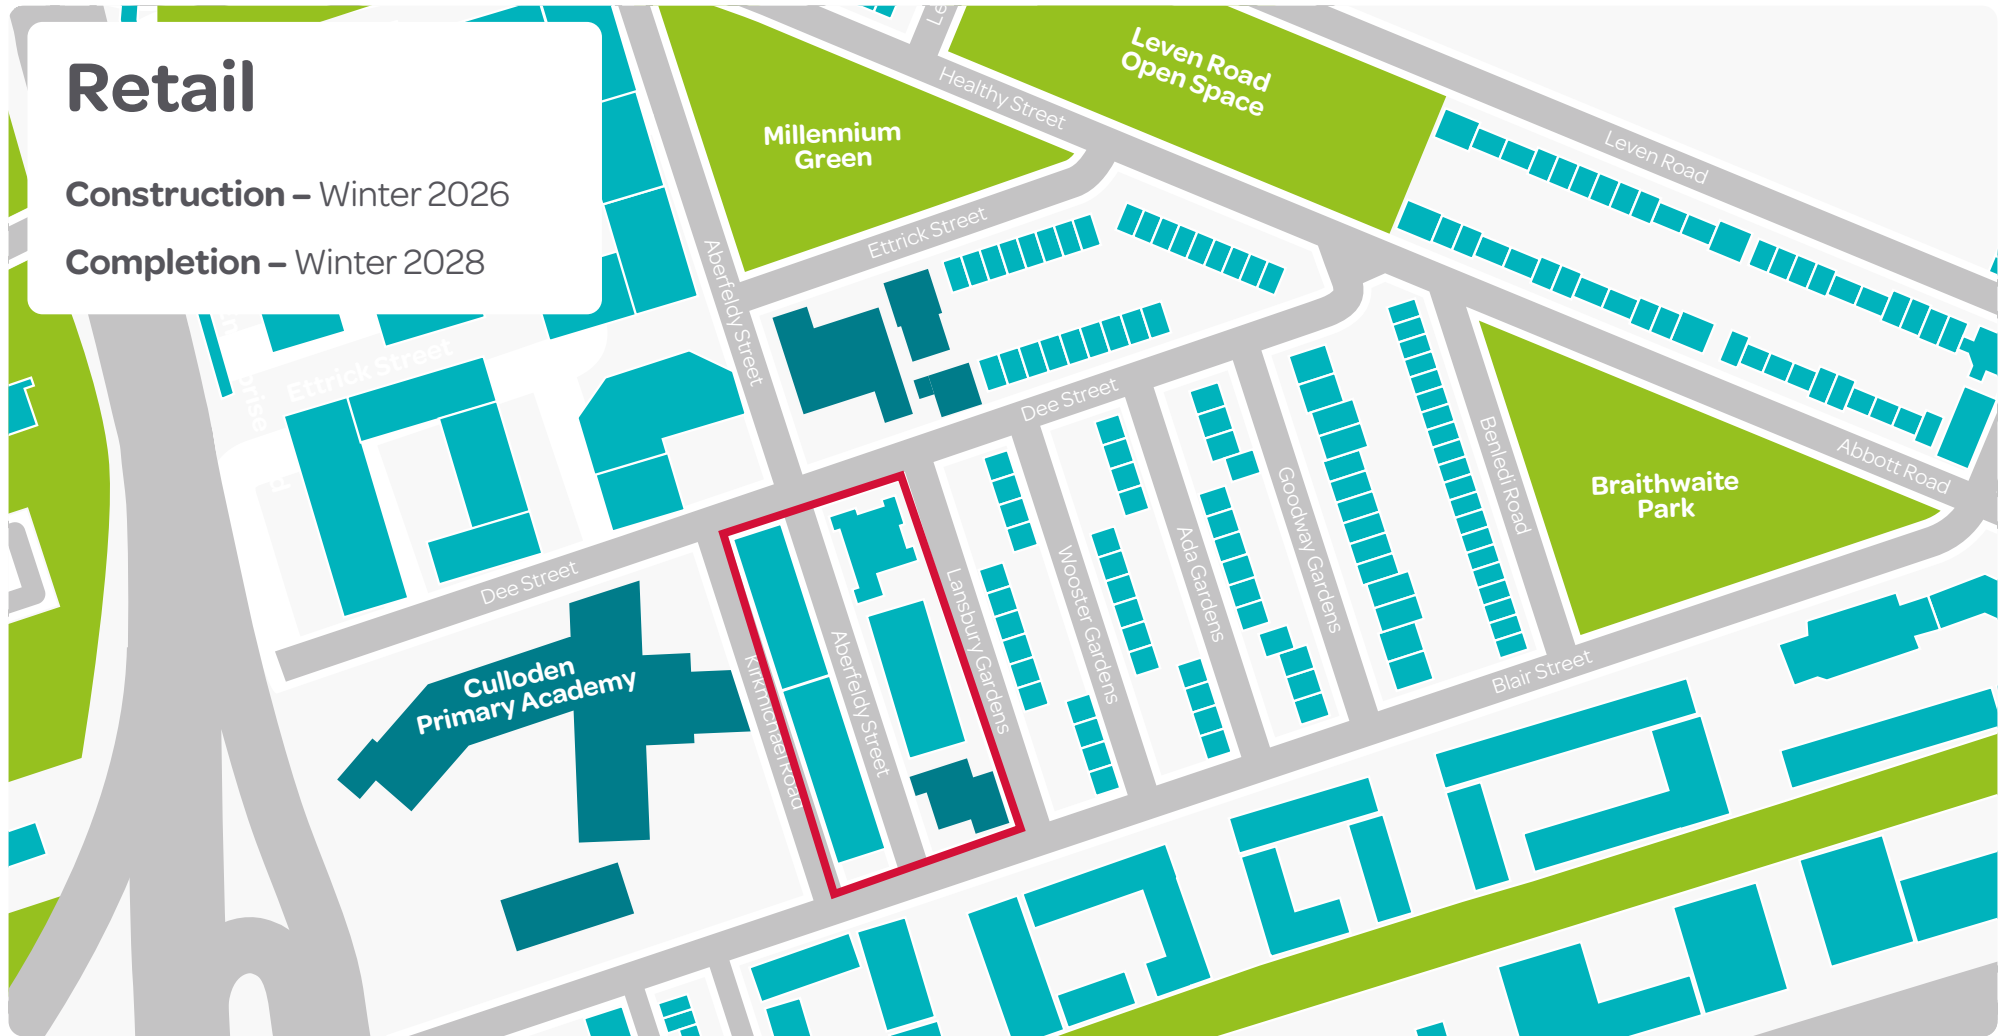 Retail
Construction – Winter 2026
Completion – Winter 2028
Le
Healthy Street
Leven Road
Open Space
Millennium
Green
Leven Road
Ettrick Street
Aberfeldy Street
Ettrick Street
Dee Street
Goodway Gardens
Benledi Road
Braithwaite
Park
Abbott Road
Dee Street
Culloden
Primary Academy
Kirkmichael Road
Aberfeldy Street
Lansbury Gardens
Wooster Gardens
Ada Gardens
Blair Street